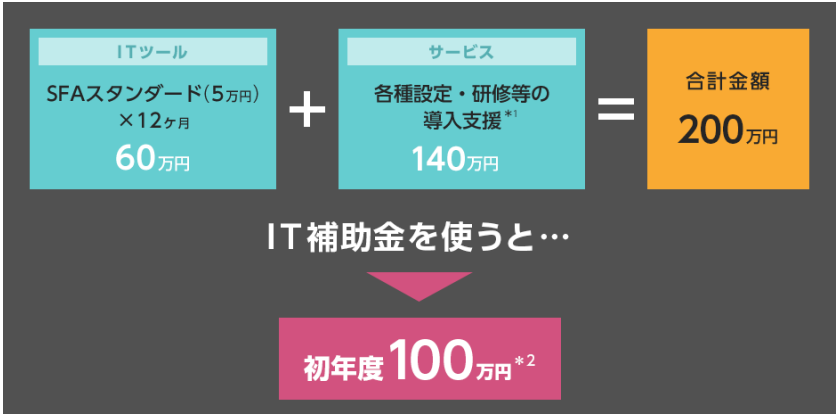 ITツール
SFAスタンダード(5万円)
×12ヶ月
60万円
+
サービス
各種設定・研修等の
導入支援*1
140万円
=
合計金額
200万円
IT補助金を使うと…
初年度100万円*2